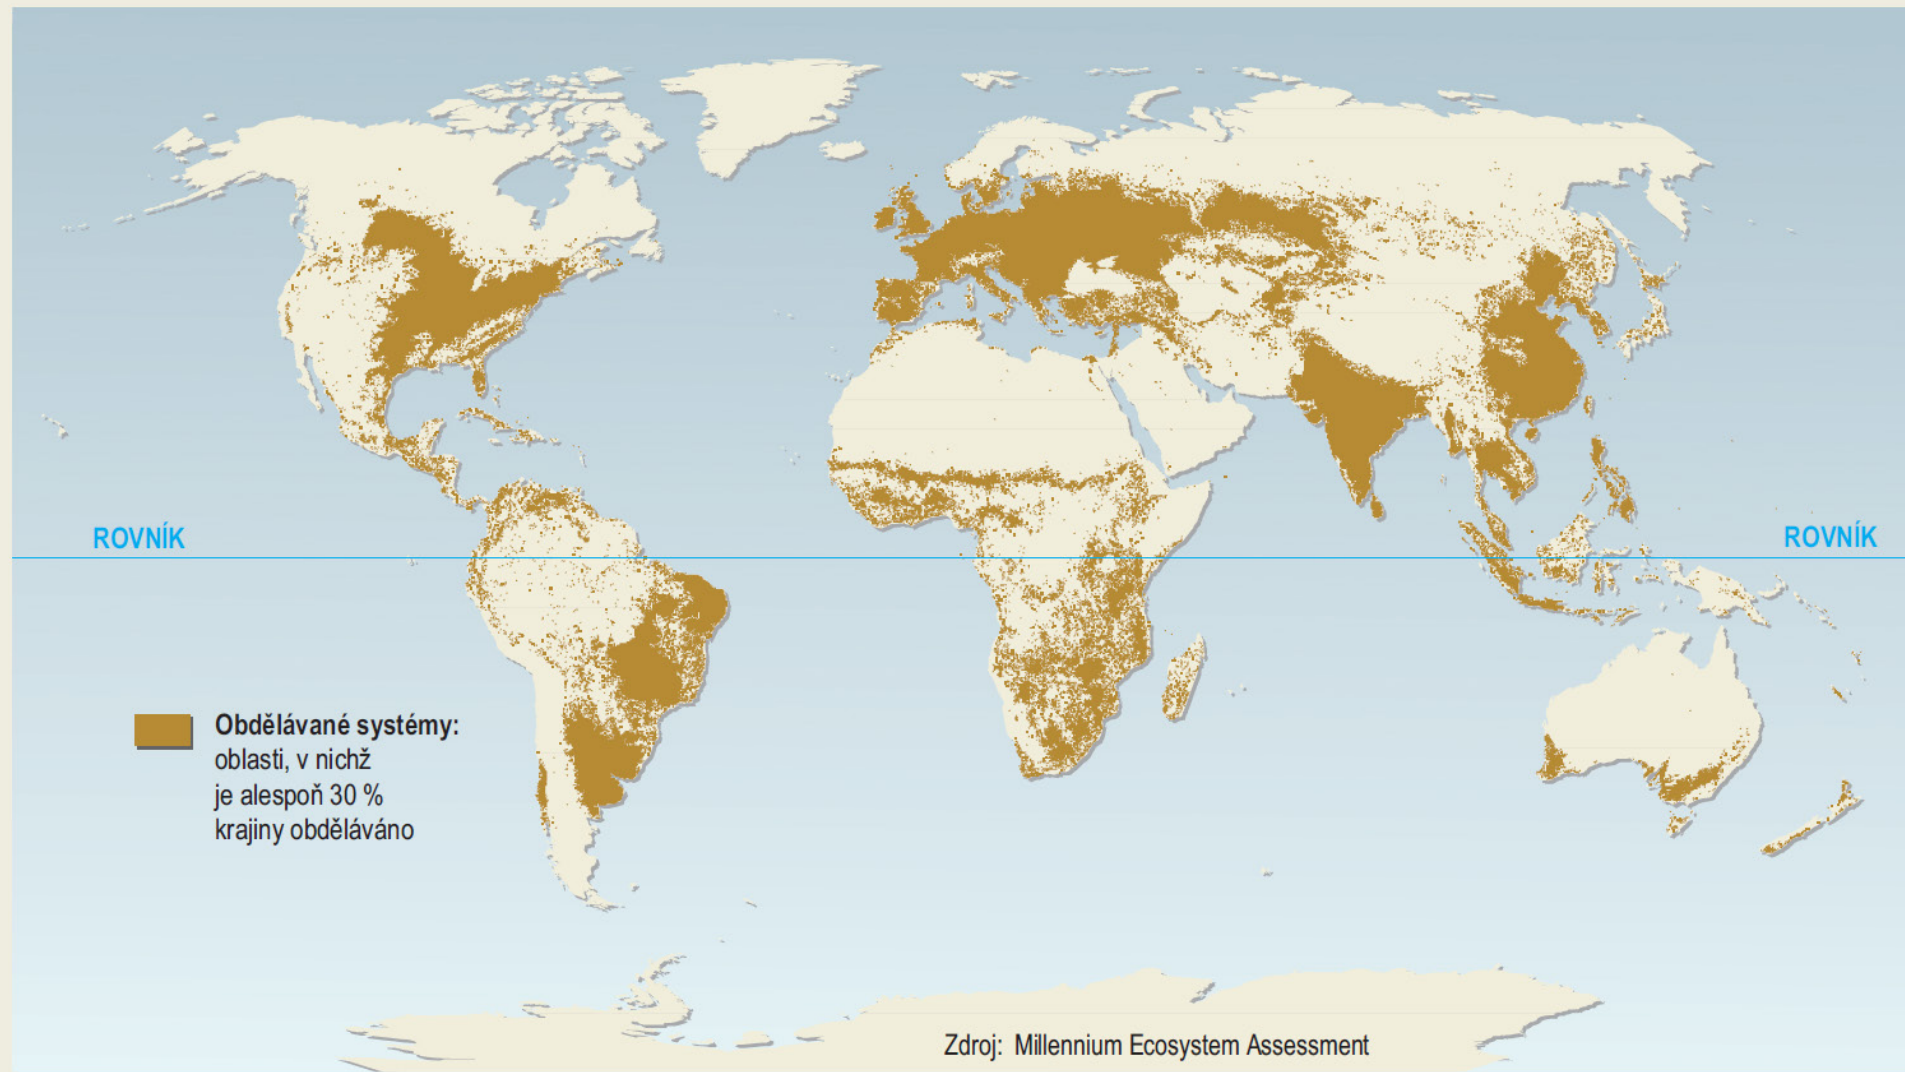 ROVNÍK
ROVNÍK
Obdělávané systémy:
oblasti, v nichž
je alespoň 30 %
krajiny obděláváno
Zdroj: Millennium Ecosystem Assessment